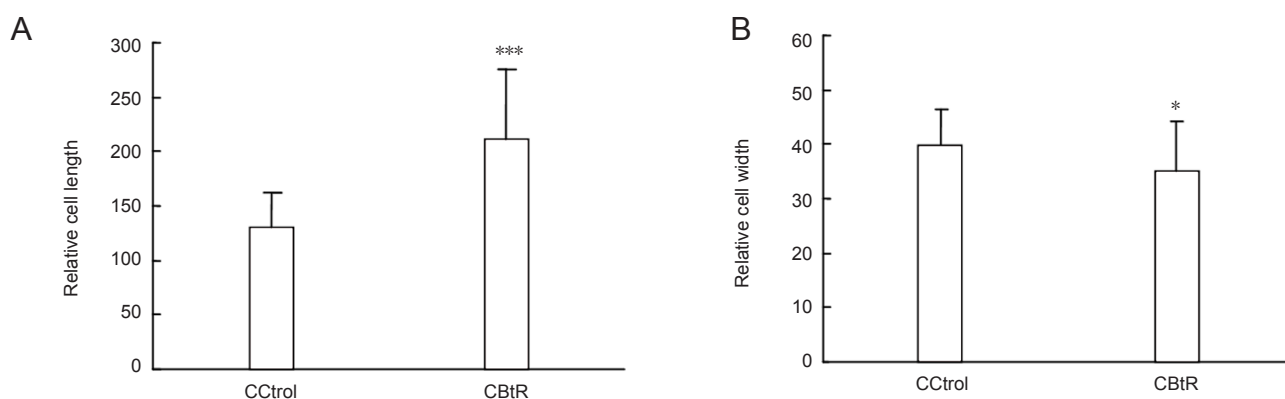 A
300
250
200
150
100
50
0
Relative cell length
***
CCtrol
CBtR
B
60
50
40
30
20
10
0
Relative cell width
*
CCtrol
CBtR